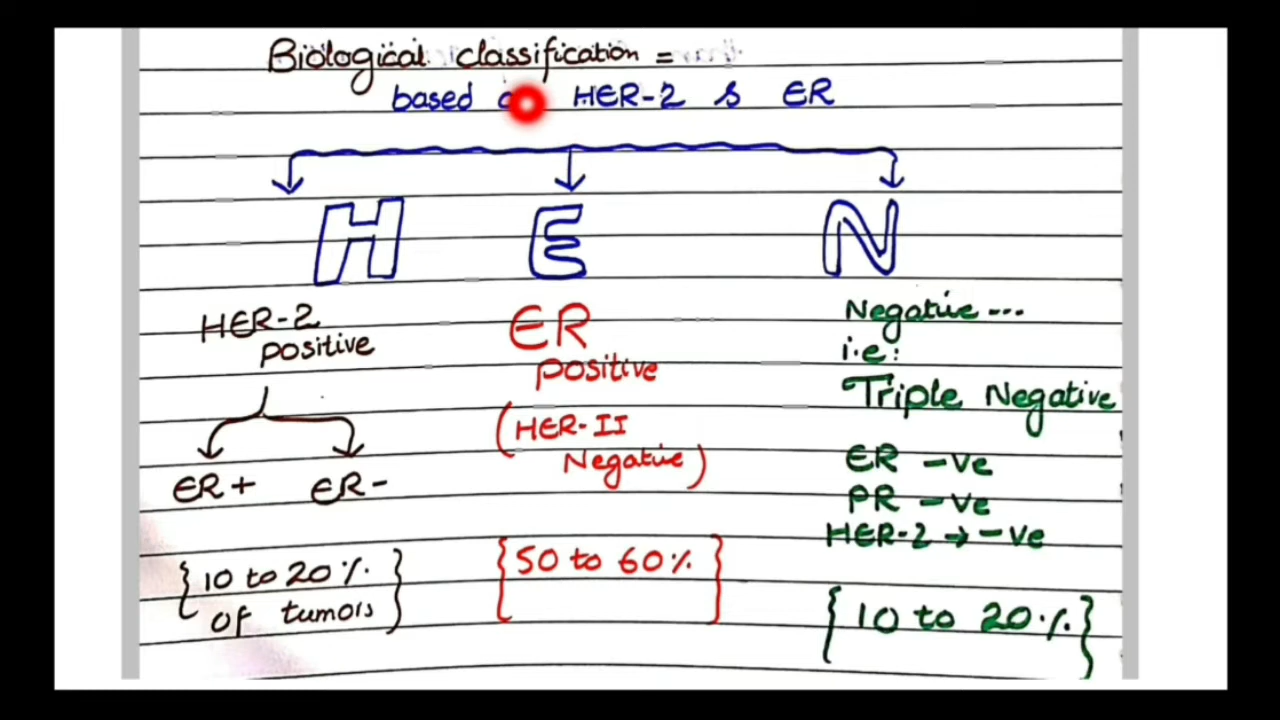 Biological classification =
based HER-2 & ER
H E N
HER-2
positive
ER+ ER-
{10 to 20%.
of tumors}
ER
positive
(HER-II
Negative)
{50 to 60%}
Negative...
i.e:
Triple Negative
ER -ve
PR -ve
HER-2 → -ve
{10 to 20%}